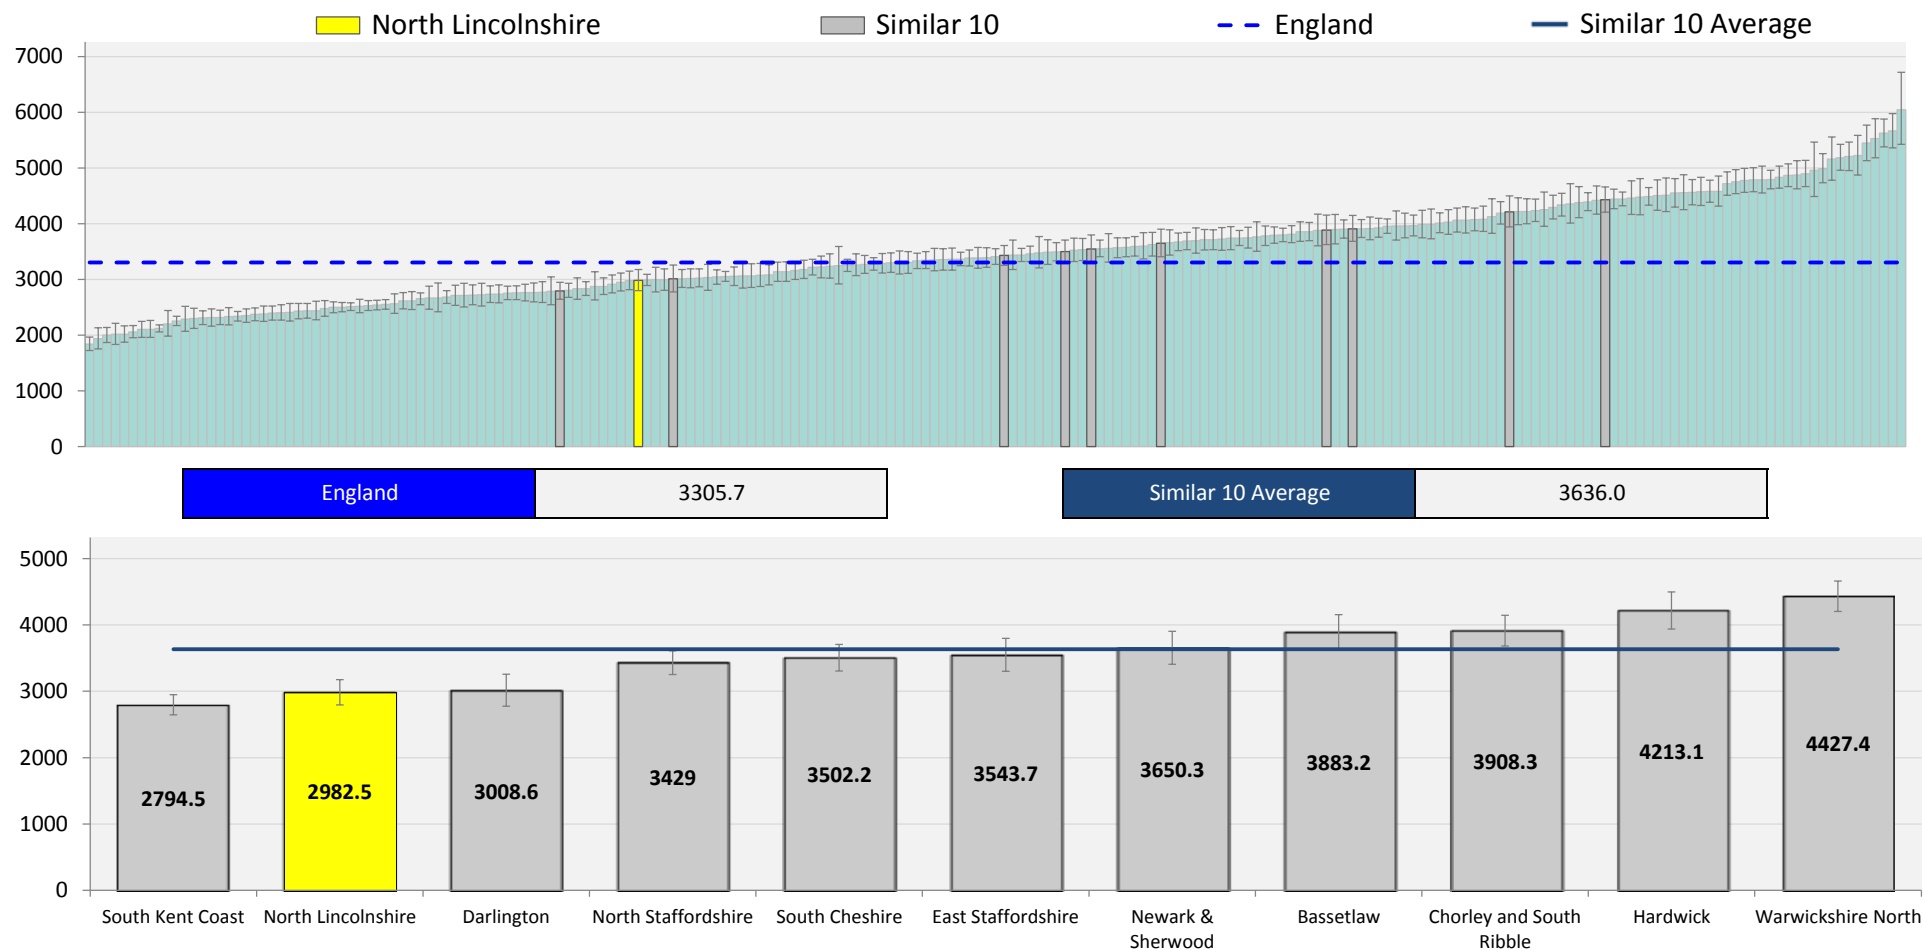 North Lincolnshire Similar 10 England Similar 10 Average
7000
6000
5000
4000
3000
2000
1000
0
England 3305.7 Similar 10 Average 3636.0
5000
4000
3000
2000
1000
0
2794.5 2982.5 3008.6 3429 3502.2 3543.7 3650.3 3883.2 3908.3 4213.1 4427.4
South Kent Coast North Lincolnshire Darlington North Staffordshire South Cheshire East Staffordshire Newark & Bassetlaw Chorley and South Hardwick Warwickshire North
Sherwood Ribble